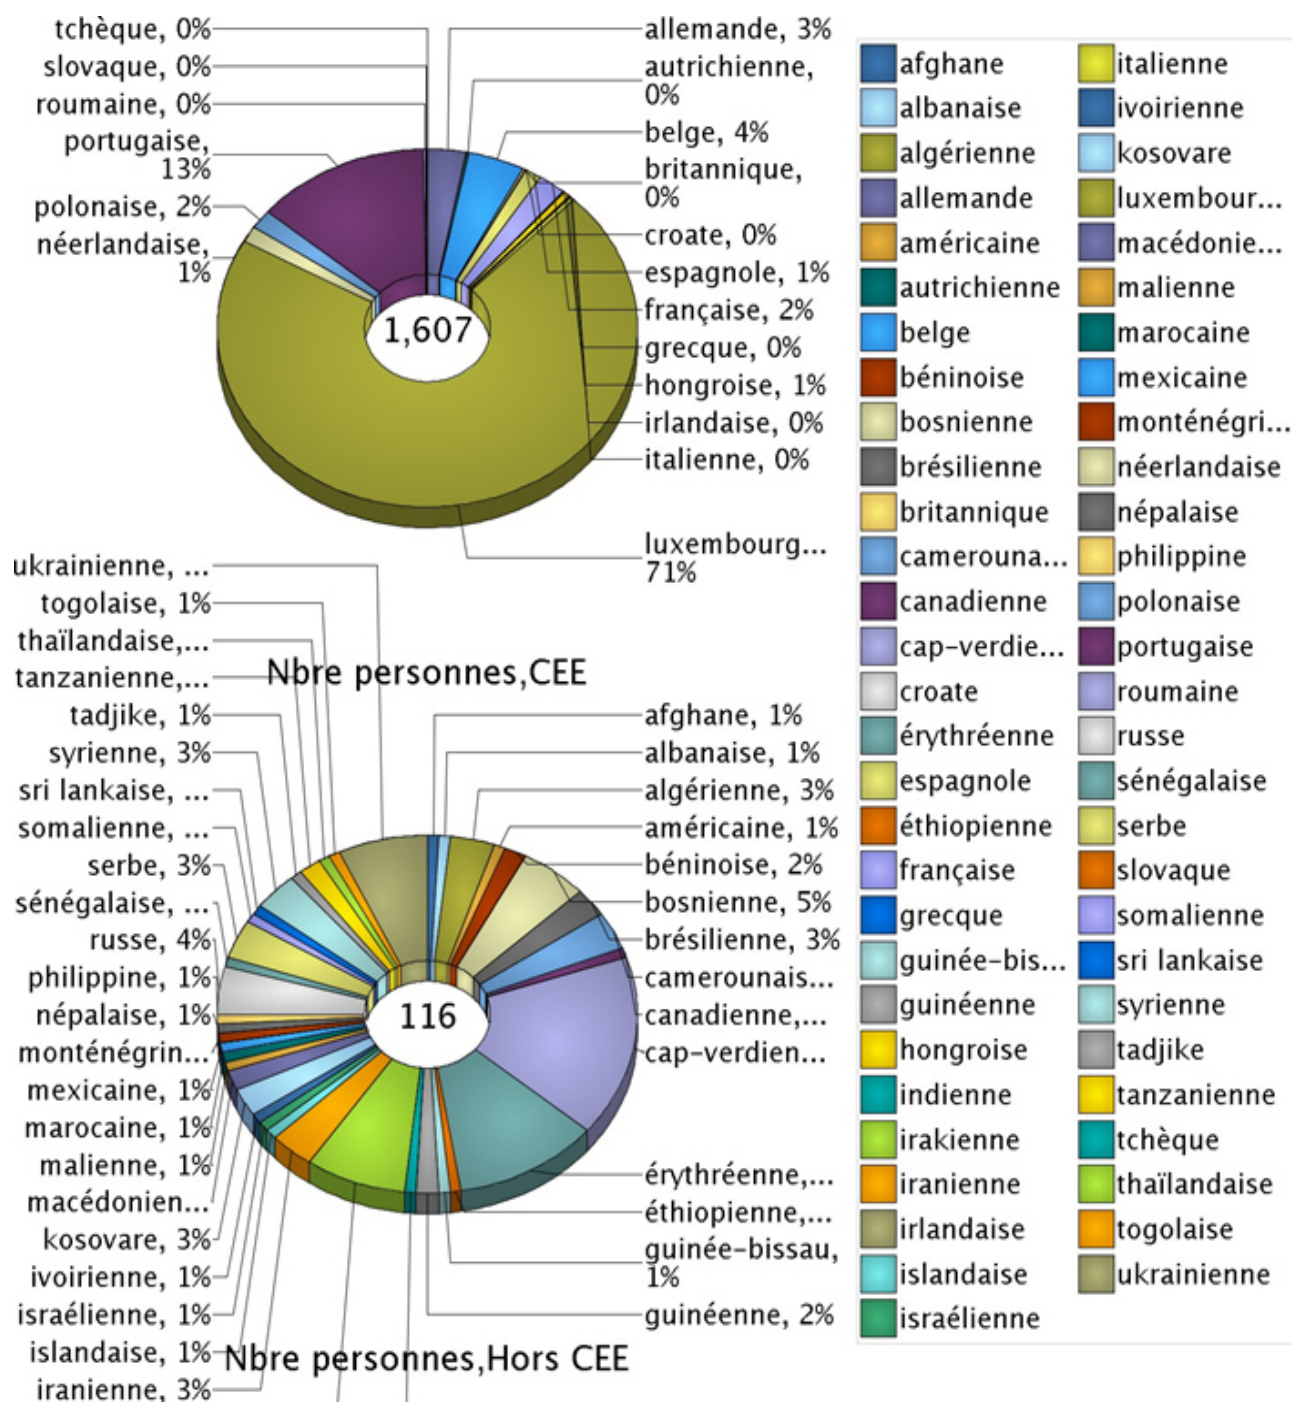 tchèque, 0%
slovaque, 0%
roumaine, 0%
portugaise,
13%
polonaise, 2%
néerlandaise,
1%
allemande, 3%
autrichienne,
0%
belge, 4%
britannique,
0%
croate, 0%
espagnole, 1%
française, 2%
grecque, 0%
hongroise, 1%
irlandaise, 0%
italienne, 0%
luxembourg...
71%
1,607
Nbre personnes,CEE
ukrainienne, ...
togolaise, 1%
thaïlandaise,...
tanzanienne,...
tadjike, 1%
syrienne, 3%
sri lankaise, ...
somalienne, ...
serbe, 3%
sénégalaise, ...
russe, 4%
philippine, 1%
népalaise, 1%
monténégrin...
mexicaine, 1%
marocaine, 1%
malienne, 1%
macédonien...
kosovare, 3%
ivoirienne, 1%
israélienne, 1%
islandaise, 1%
iranienne, 3%
afghane, 1%
albanaise, 1%
algérienne, 3%
américaine, 1%
béninoise, 2%
bosnienne, 5%
brésilienne, 3%
camerounais...
canadienne,...
cap-verdien...
érythréenne,...
éthiopienne,...
guinée-bissau,
1%
guinéenne, 2%
116
Nbre personnes,Hors CEE
afghane
albanaise
algérienne
allemande
américaine
autrichienne
belge
béninoise
bosnienne
brésilienne
britannique
camerouna...
canadienne
cap-verdie...
croate
érythréenne
espagnole
éthiopienne
française
grecque
guinée-bis...
guinéenne
hongroise
indienne
irakienne
iranienne
irlandaise
islandaise
israélienne
italienne
ivoirienne
kosovare
luxembour...
macédonie...
malienne
marocaine
mexicaine
monténégri...
néerlandaise
népalaise
philippine
polonaise
portugaise
roumaine
russe
sénégalaise
serbe
slovaque
somalienne
sri lankaise
syrienne
tadjike
tanzanienne
tchèque
thaïlandaise
togolaise
ukrainienne